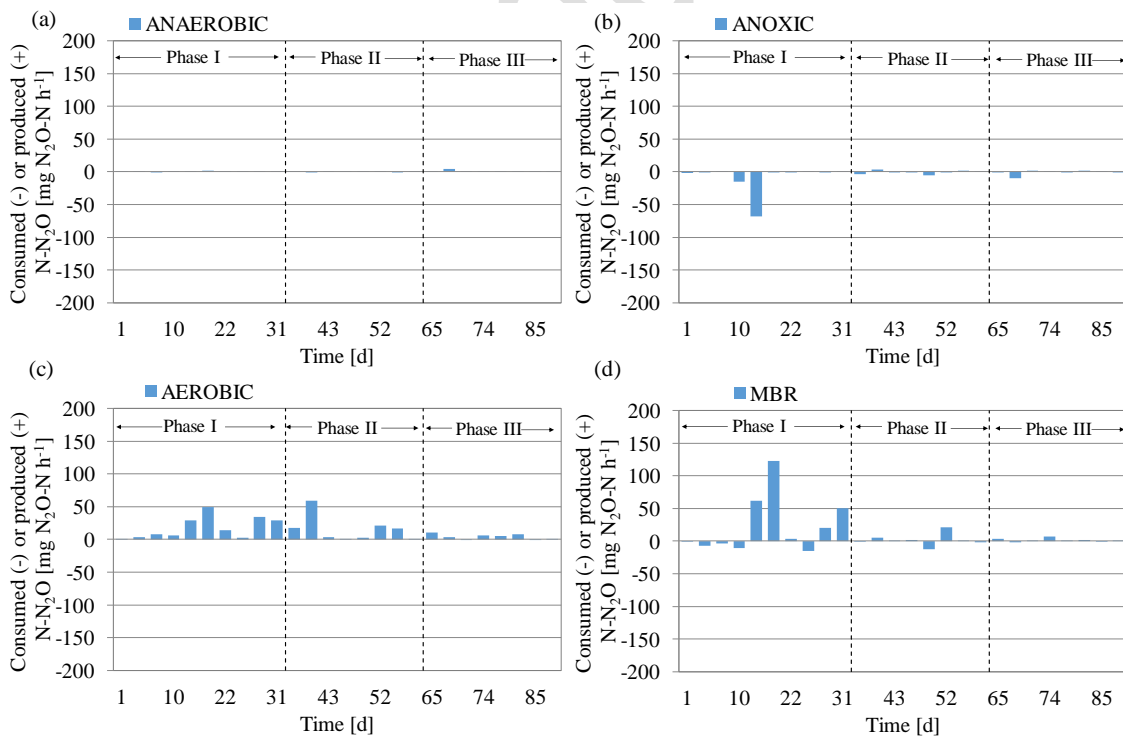 (a)
ANAEROBIC
Consumed (-) or produced (+)
N-N₂O [mg N₂O-N h⁻¹]
200
150
100
50
0
-50
-100
-150
-200
Phase I
Phase II
Phase III
1 10 22 31 43 52 65 74 85
Time [d]
(b)
ANOXIC
Consumed (-) or produced (+)
N-N₂O [mg N₂O-N h⁻¹]
200
150
100
50
0
-50
-100
-150
-200
Phase I
Phase II
Phase III
1 10 22 31 43 52 65 74 85
Time [d]
(c)
AEROBIC
Consumed (-) or produced (+)
N-N₂O [mg N₂O-N h⁻¹]
200
150
100
50
0
-50
-100
-150
-200
Phase I
Phase II
Phase III
1 10 22 31 43 52 65 74 85
Time [d]
(d)
MBR
Consumed (-) or produced (+)
N-N₂O [mg N₂O-N h⁻¹]
200
150
100
50
0
-50
-100
-150
-200
Phase I
Phase II
Phase III
1 10 22 31 43 52 65 74 85
Time [d]